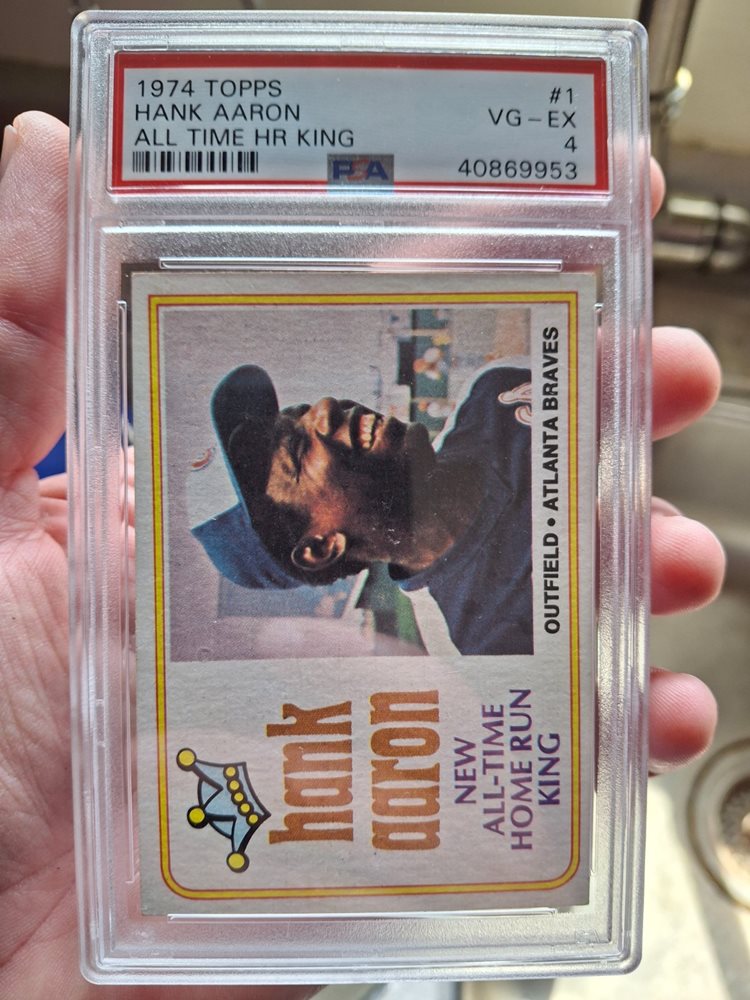 1974 TOPPS #1
HANK AARON VG-EX
ALL TIME HR KING 4
PSA 40869953
hank
aaron
NEW
ALL-TIME
HOME RUN
KING
OUTFIELD • ATLANTA BRAVES